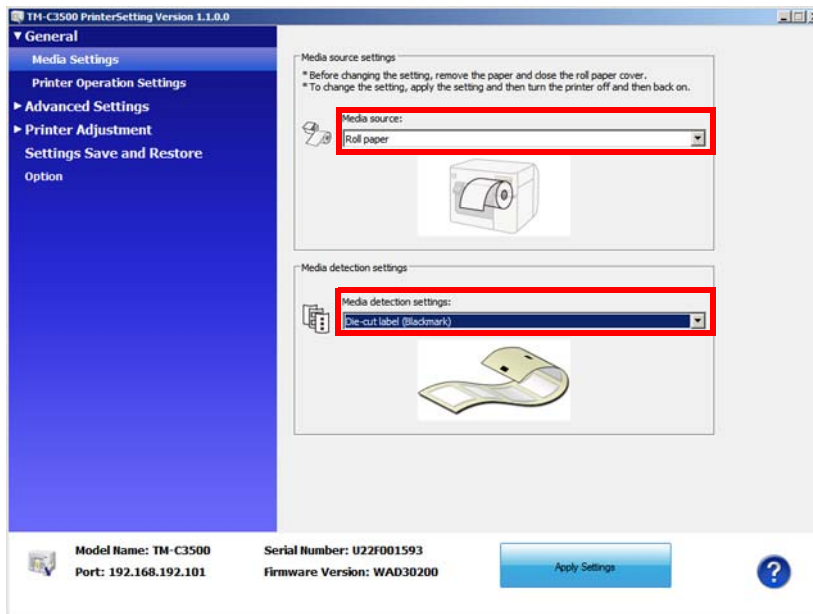 TM-C3500 PrinterSetting Version 1.1.0.0
General
Media Settings
Printer Operation Settings
Advanced Settings
Printer Adjustment
Settings Save and Restore
Option
Media source settings
*Before changing the setting, remove the paper and close the roll paper cover.
*To change the setting, apply the setting and then turn the printer off and then back on.
Media source:
Roll paper
Media detection settings
Media detection settings:
Die-cut label (Blackmark)
Model Name: TM-C3500
Port: 192.168.192.101
Serial Number: U22F001593
Firmware Version: WAD30200
Apply Settings
?